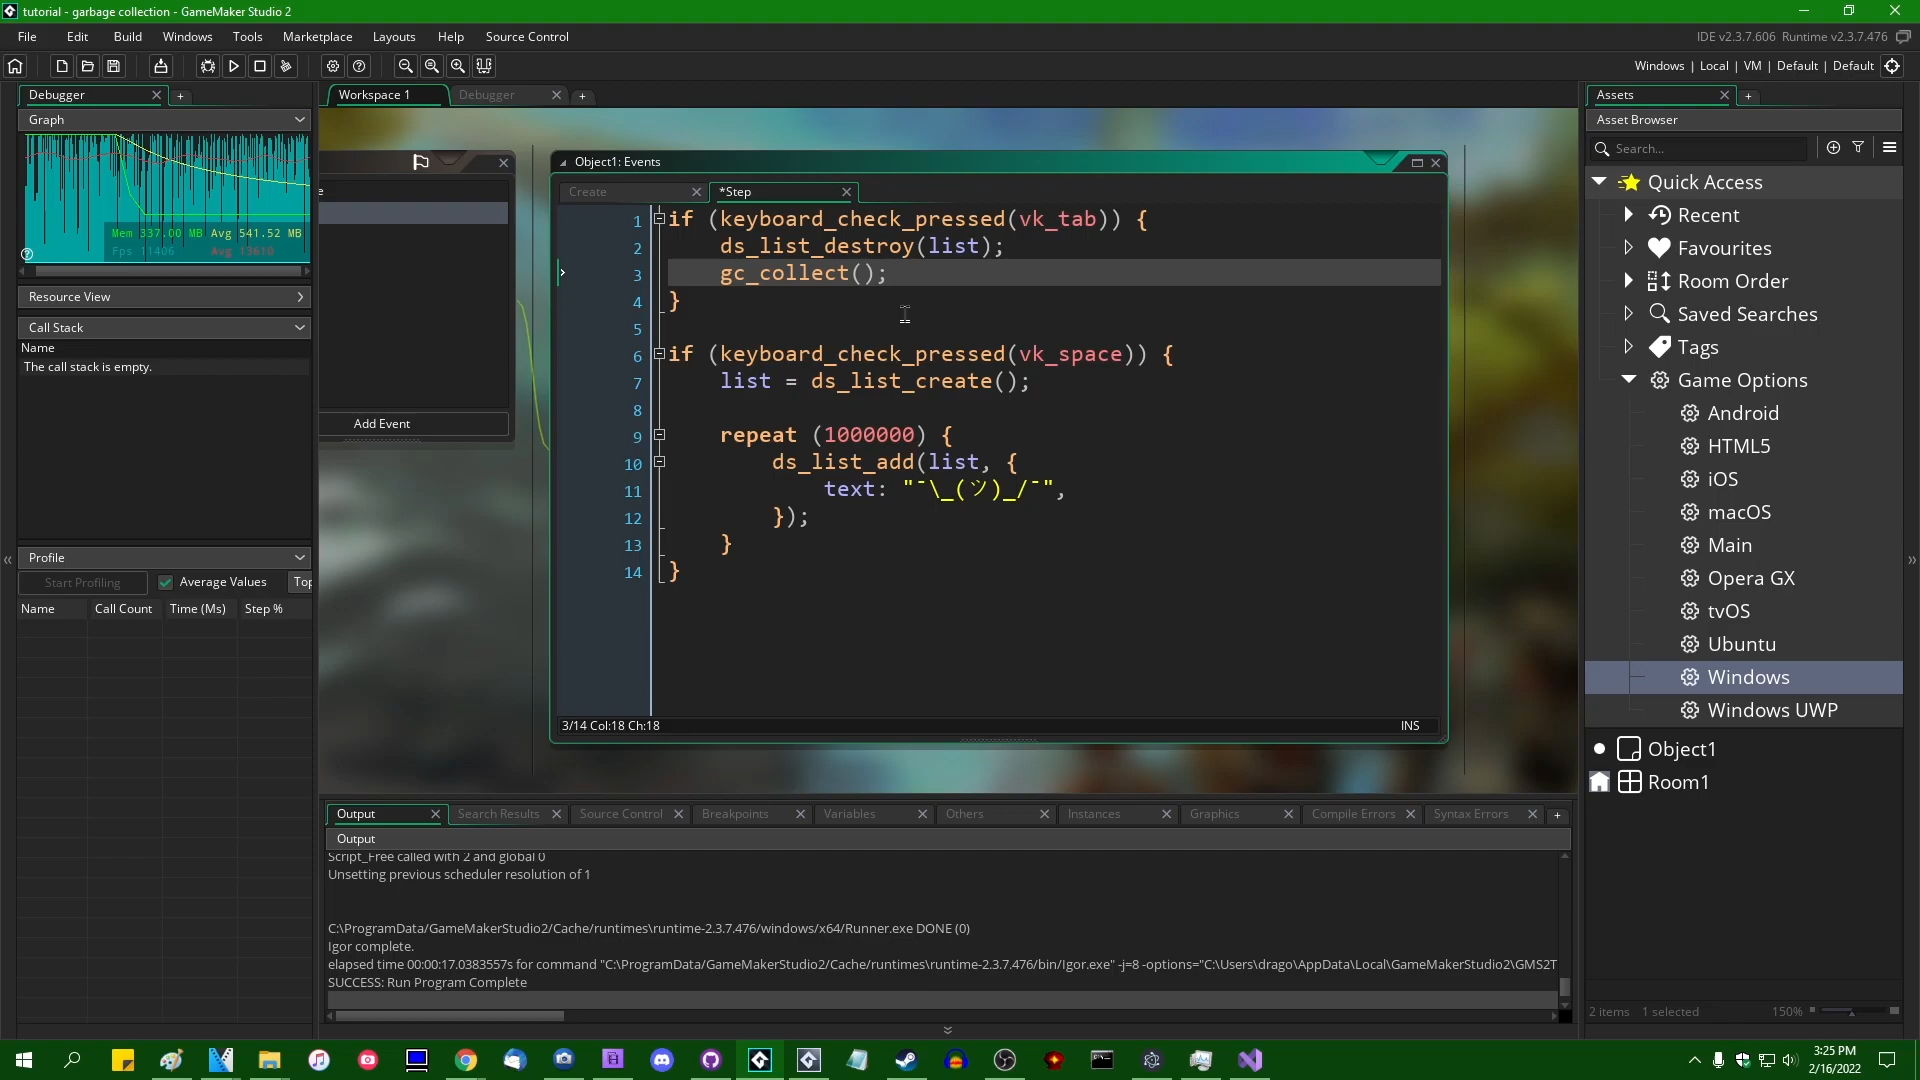 tutorial - garbage collection - GameMaker Studio 2
File Edit Build Windows Tools Marketplace Layouts Help Source Control
IDE v2.3.7.606 Runtime v2.3.7.476
Windows | Local | VM | Default | Default
Debugger
Graph
Mem 337.00 MB Avg 541.52 MB
Fps 11406 Avg 13610
Resource View
Call Stack
Name
The call stack is empty.
Profile
Start Profiling Average Values Top
Name Call Count Time (Ms) Step %
Workspace 1 Debugger
Add Event
Object1: Events
Create *Step
1 if (keyboard_check_pressed(vk_tab)) {
2 ds_list_destroy(list);
3 gc_collect();
4 }
5
6 if (keyboard_check_pressed(vk_space)) {
7 list = ds_list_create();
8
9 repeat (1000000) {
10 ds_list_add(list, {
11 text: "¯\_(ツ)_/¯",
12 });
13 }
14 }
3/14 Col:18 Ch:18 INS
Output Search Results Source Control Breakpoints Variables Others Instances Graphics Compile Errors Syntax Errors
Output
Script_Free called with 2 and global 0
Unsetting previous scheduler resolution of 1
C:\ProgramData/GameMakerStudio2/Cache/runtimes\runtime-2.3.7.476/windows/x64/Runner.exe DONE (0)
Igor complete.
elapsed time 00:00:17.0383557s for command "C:\ProgramData/GameMakerStudio2/Cache/runtimes\runtime-2.3.7.476/bin/Igor.exe" -j=8 -options="C:\Users\drago\AppData\Local\GameMakerStudio2\GMS2T
SUCCESS: Run Program Complete
Assets
Asset Browser
Search...
Quick Access
Recent
Favourites
Room Order
Saved Searches
Tags
Game Options
Android
HTML5
iOS
macOS
Main
Opera GX
tvOS
Ubuntu
Windows
Windows UWP
Object1
Room1
2 items 1 selected 150%
3:25 PM
2/16/2022